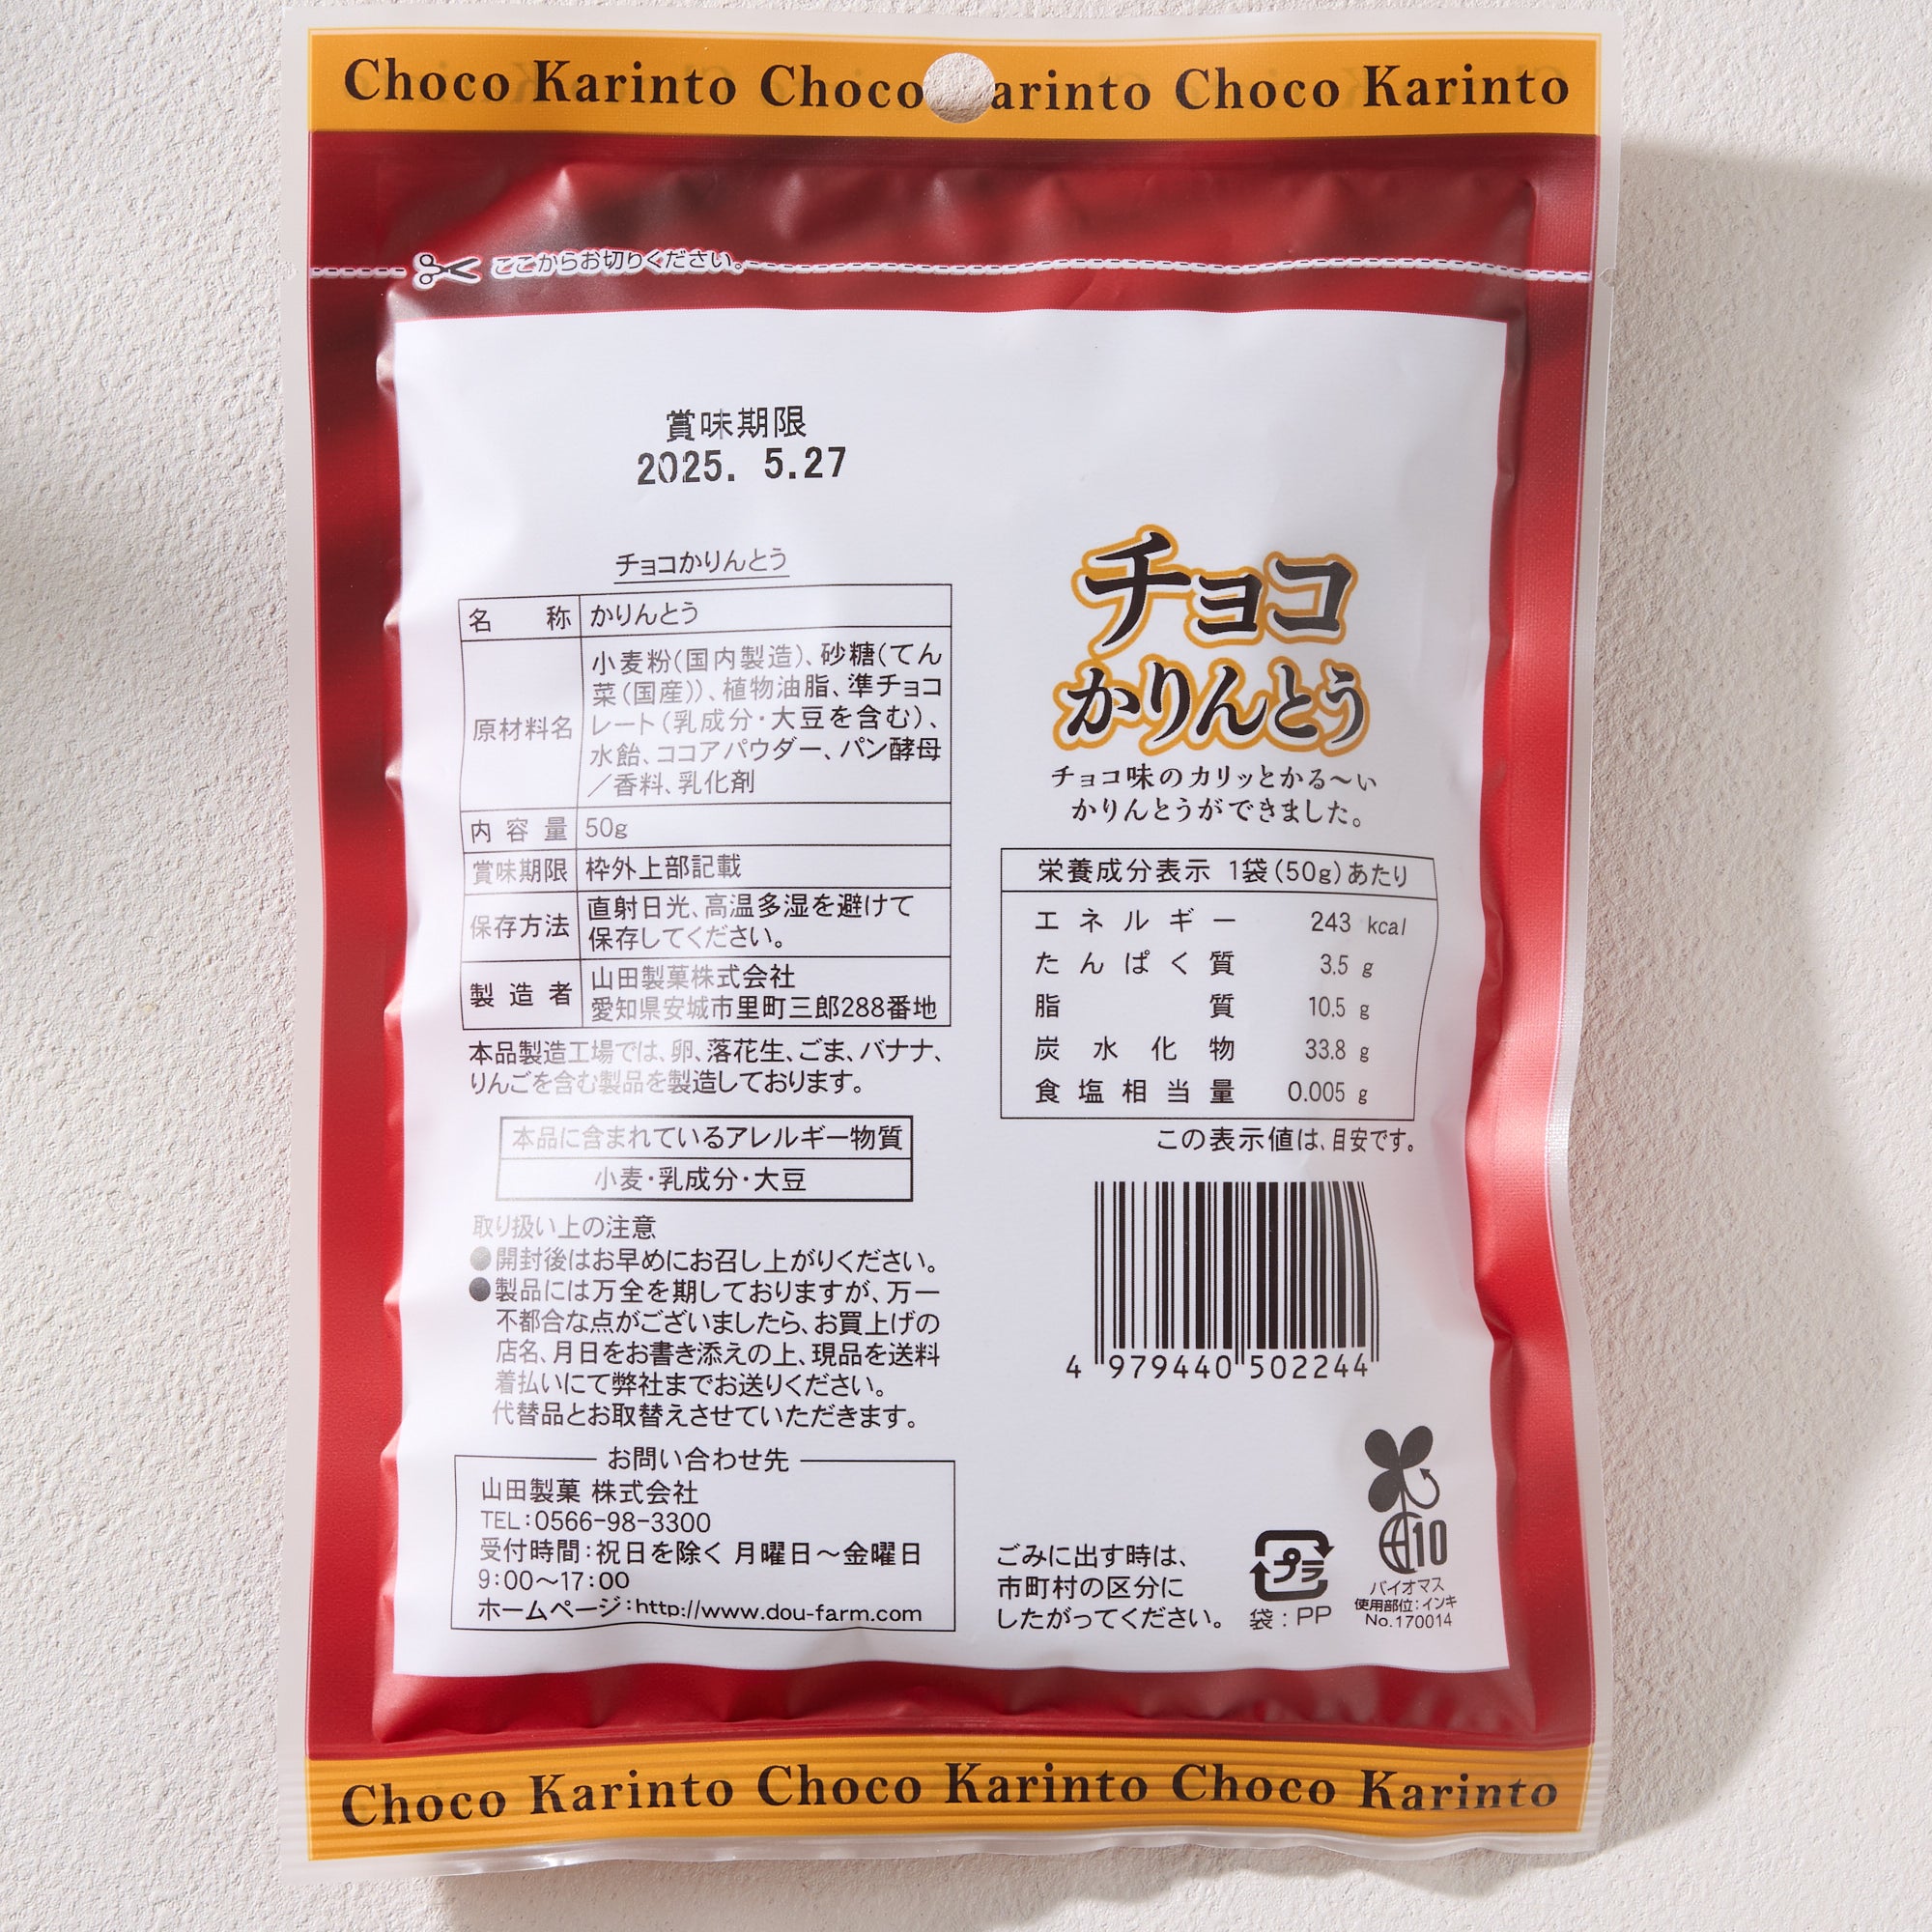 Choco Karinto Choco arinto Choco Karinto
ここからお切りください。
賞味期限
2025. 5.27
チョコかりんとう
名称 かりんとう
原材料名 小麦粉(国内製造)、砂糖(てん
菜(国産))、植物油脂、準チョコ
レート(乳成分・大豆を含む)、
水飴、ココアパウダー、パン酵母
/香料、乳化剤
内容量 50g
賞味期限 枠外上部記載
保存方法 直射日光、高温多湿を避けて
保存してください。
製造者 山田製菓株式会社
愛知県安城市里町三郎288番地
本品製造工場では、卵、落花生、ごま、バナナ、
りんごを含む製品を製造しております。
本品に含まれているアレルギー物質
小麦・乳成分・大豆
取り扱い上の注意
●開封後はお早めにお召し上がりください。
●製品には万全を期しておりますが、万一
不都合な点がございましたら、お買上げの
店名、月日をお書き添えの上、現品を送料
着払いにて弊社までお送りください。
代替品とお取替えさせていただきます。
お問い合わせ先
山田製菓 株式会社
TEL:0566-98-3300
受付時間:祝日を除く 月曜日〜金曜日
9:00〜17:00
ホームページ:http://www.dou-farm.com
チョコ
かりんとう
チョコ味のカリッとかる〜い
かりんとうができました。
栄養成分表示 1袋(50g)あたり
エネルギー 243 kcal
たんぱく質 3.5 g
脂質 10.5 g
炭水化物 33.8 g
食塩相当量 0.005 g
この表示値は、目安です。
4 979440 502244
ごみに出す時は、
市町村の区分に
したがってください。
プラ
袋:PP
10
バイオマス
使用部位:インキ
No.170014
Choco Karinto Choco Karinto Choco Karinto